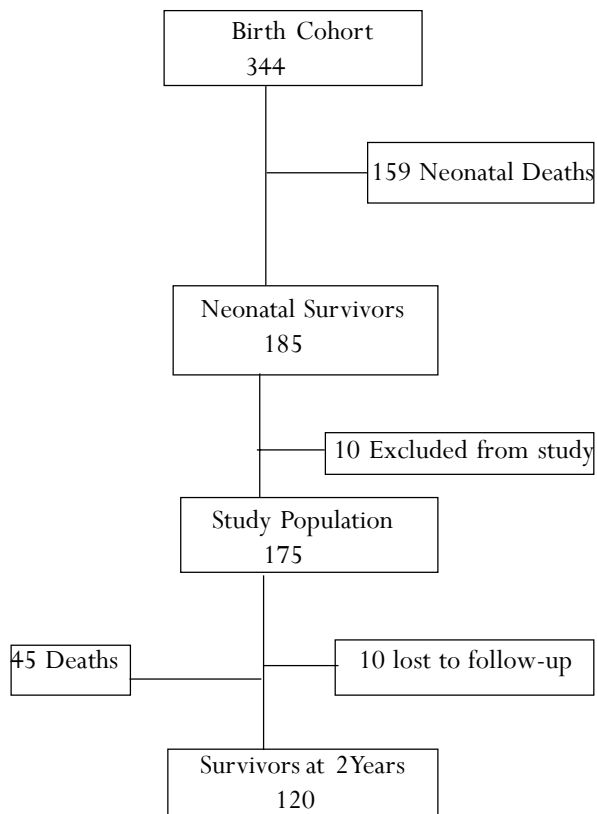 Birth Cohort
344
159 Neonatal Deaths
Neonatal Survivors
185
10 Excluded from study
Study Population
175
45 Deaths
10 lost to follow-up
Survivors at 2Years
120